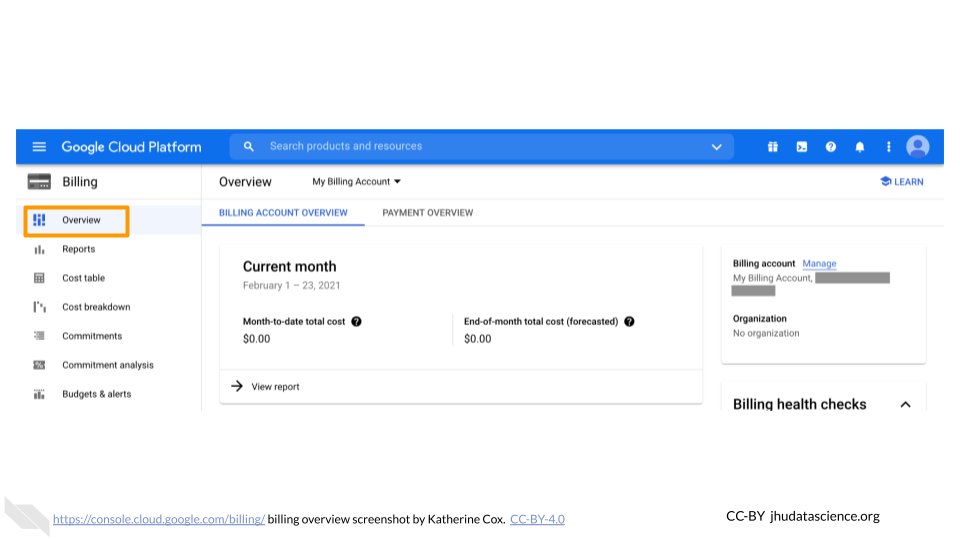 Google Cloud Platform
Search products and resources
Billing
Overview
My Billing Account
LEARN
Overview
Reports
Cost table
Cost breakdown
Commitments
Commitment analysis
Budgets & alerts
BILLING ACCOUNT OVERVIEW
PAYMENT OVERVIEW
Current month
February 1 – 23, 2021
Month-to-date total cost ?
$0.00
End-of-month total cost (forecasted) ?
$0.00
View report
Billing account Manage
My Billing Account,
Organization
No organization
Billing health checks
https://console.cloud.google.com/billing/ billing overview screenshot by Katherine Cox. CC-BY-4.0
CC-BY jhudatascience.org